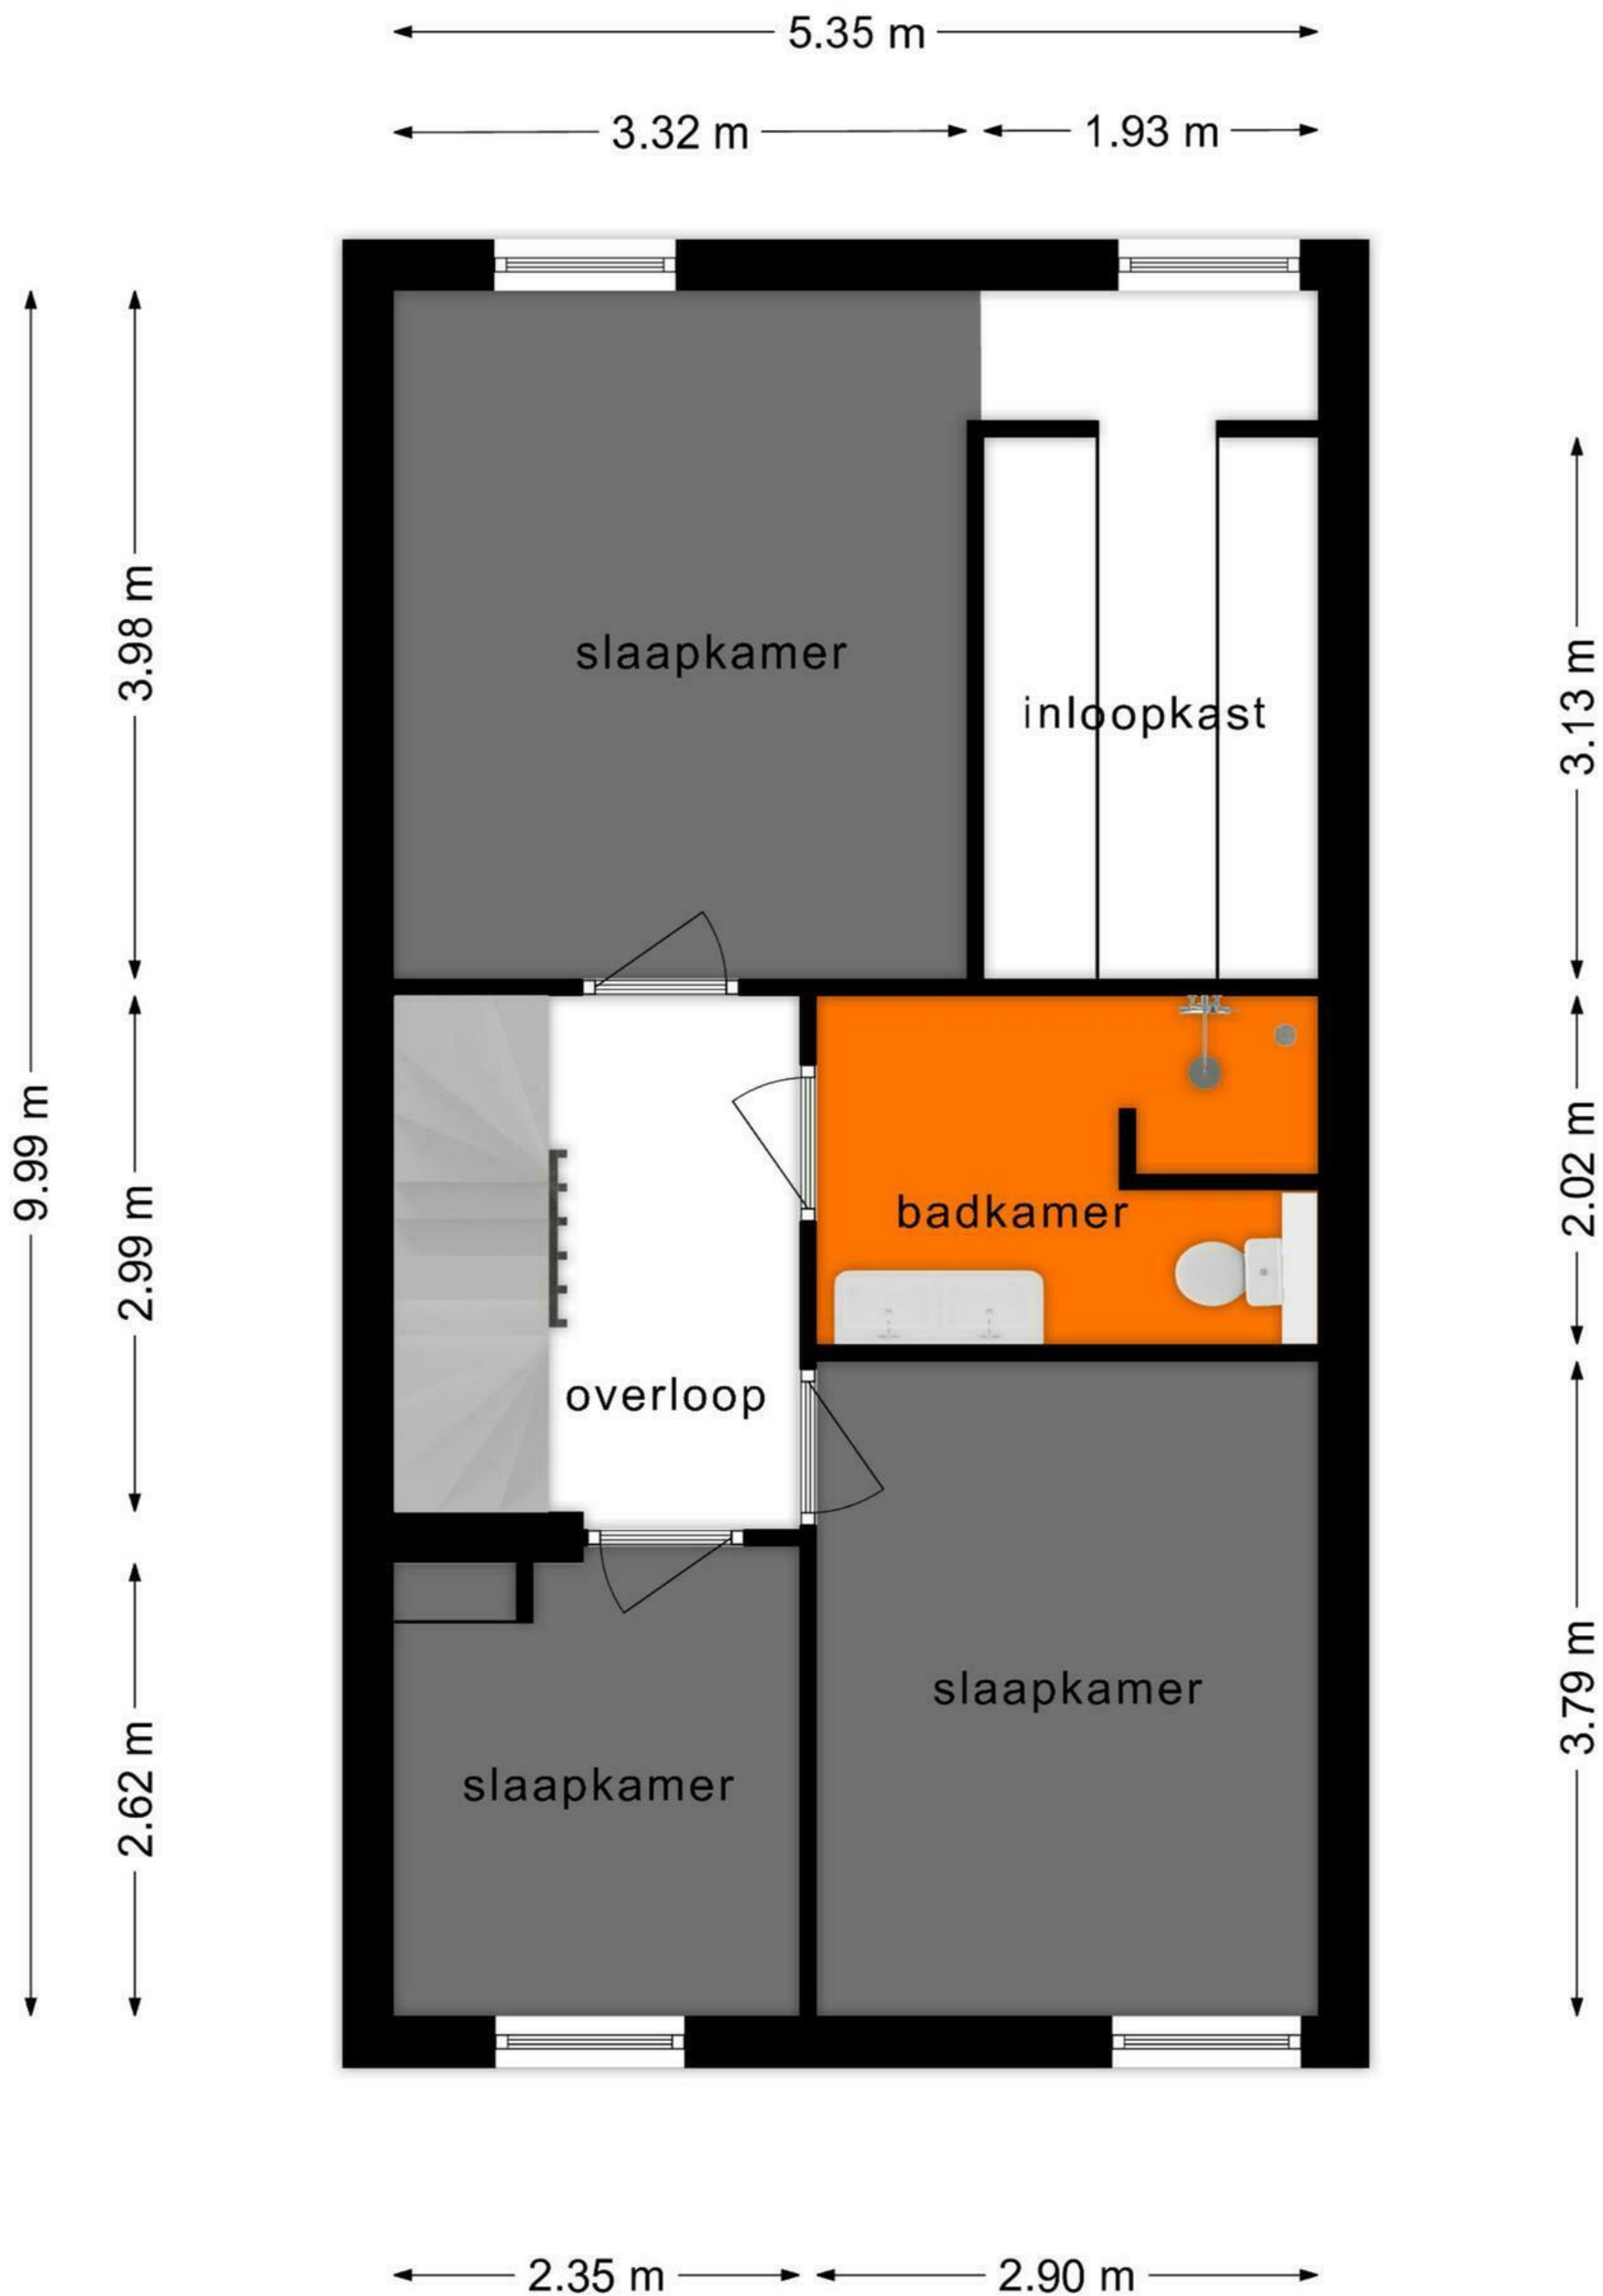 5.35 m
3.32 m
1.93 m
3.98 m
slaapkamer
inloopkast
3.13 m
9.99 m
2.99 m
2.02 m
badkamer
overloop
slaapkamer
3.79 m
slaapkamer
2.62 m
2.35 m
2.90 m